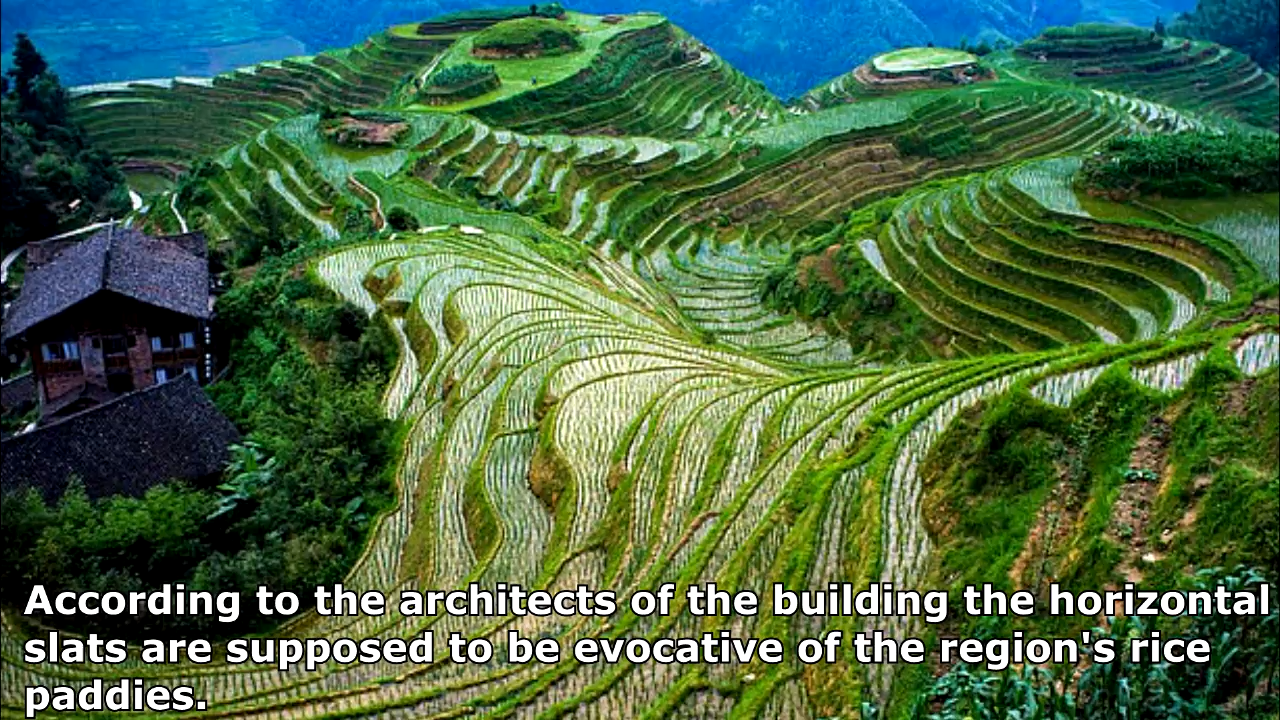 According to the architects of the building the horizontal
slats are supposed to be evocative of the region's rice
paddies.